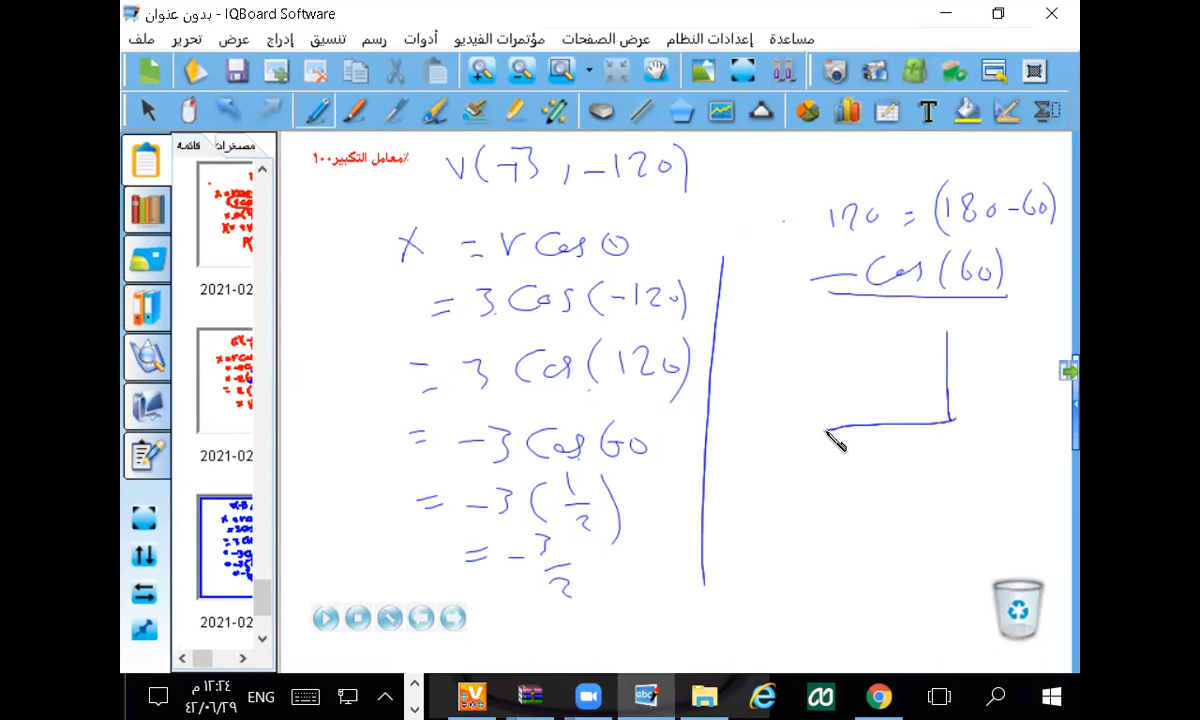 بدون عنوان - IQBoard Software
ملف تحرير عرض إدراج تنسيق رسم أدوات مؤتمرات الفيديو عرض الصفحات إعدادات النظام مساعدة
قائمة مصغرات
2021-02
2021-02
2021-02
معامل التكبير١٠٠٪
V(-3, -120)
X = r Cos θ
= 3 Cos(-120)
= 3 Cos(120)
= -3 Cos 60
= -3(1/2)
= -3/2
120 = (180-60)
- Cos(60)
١٢:٢٤ م
٤٢/٠٦/٢٩
ENG
abc